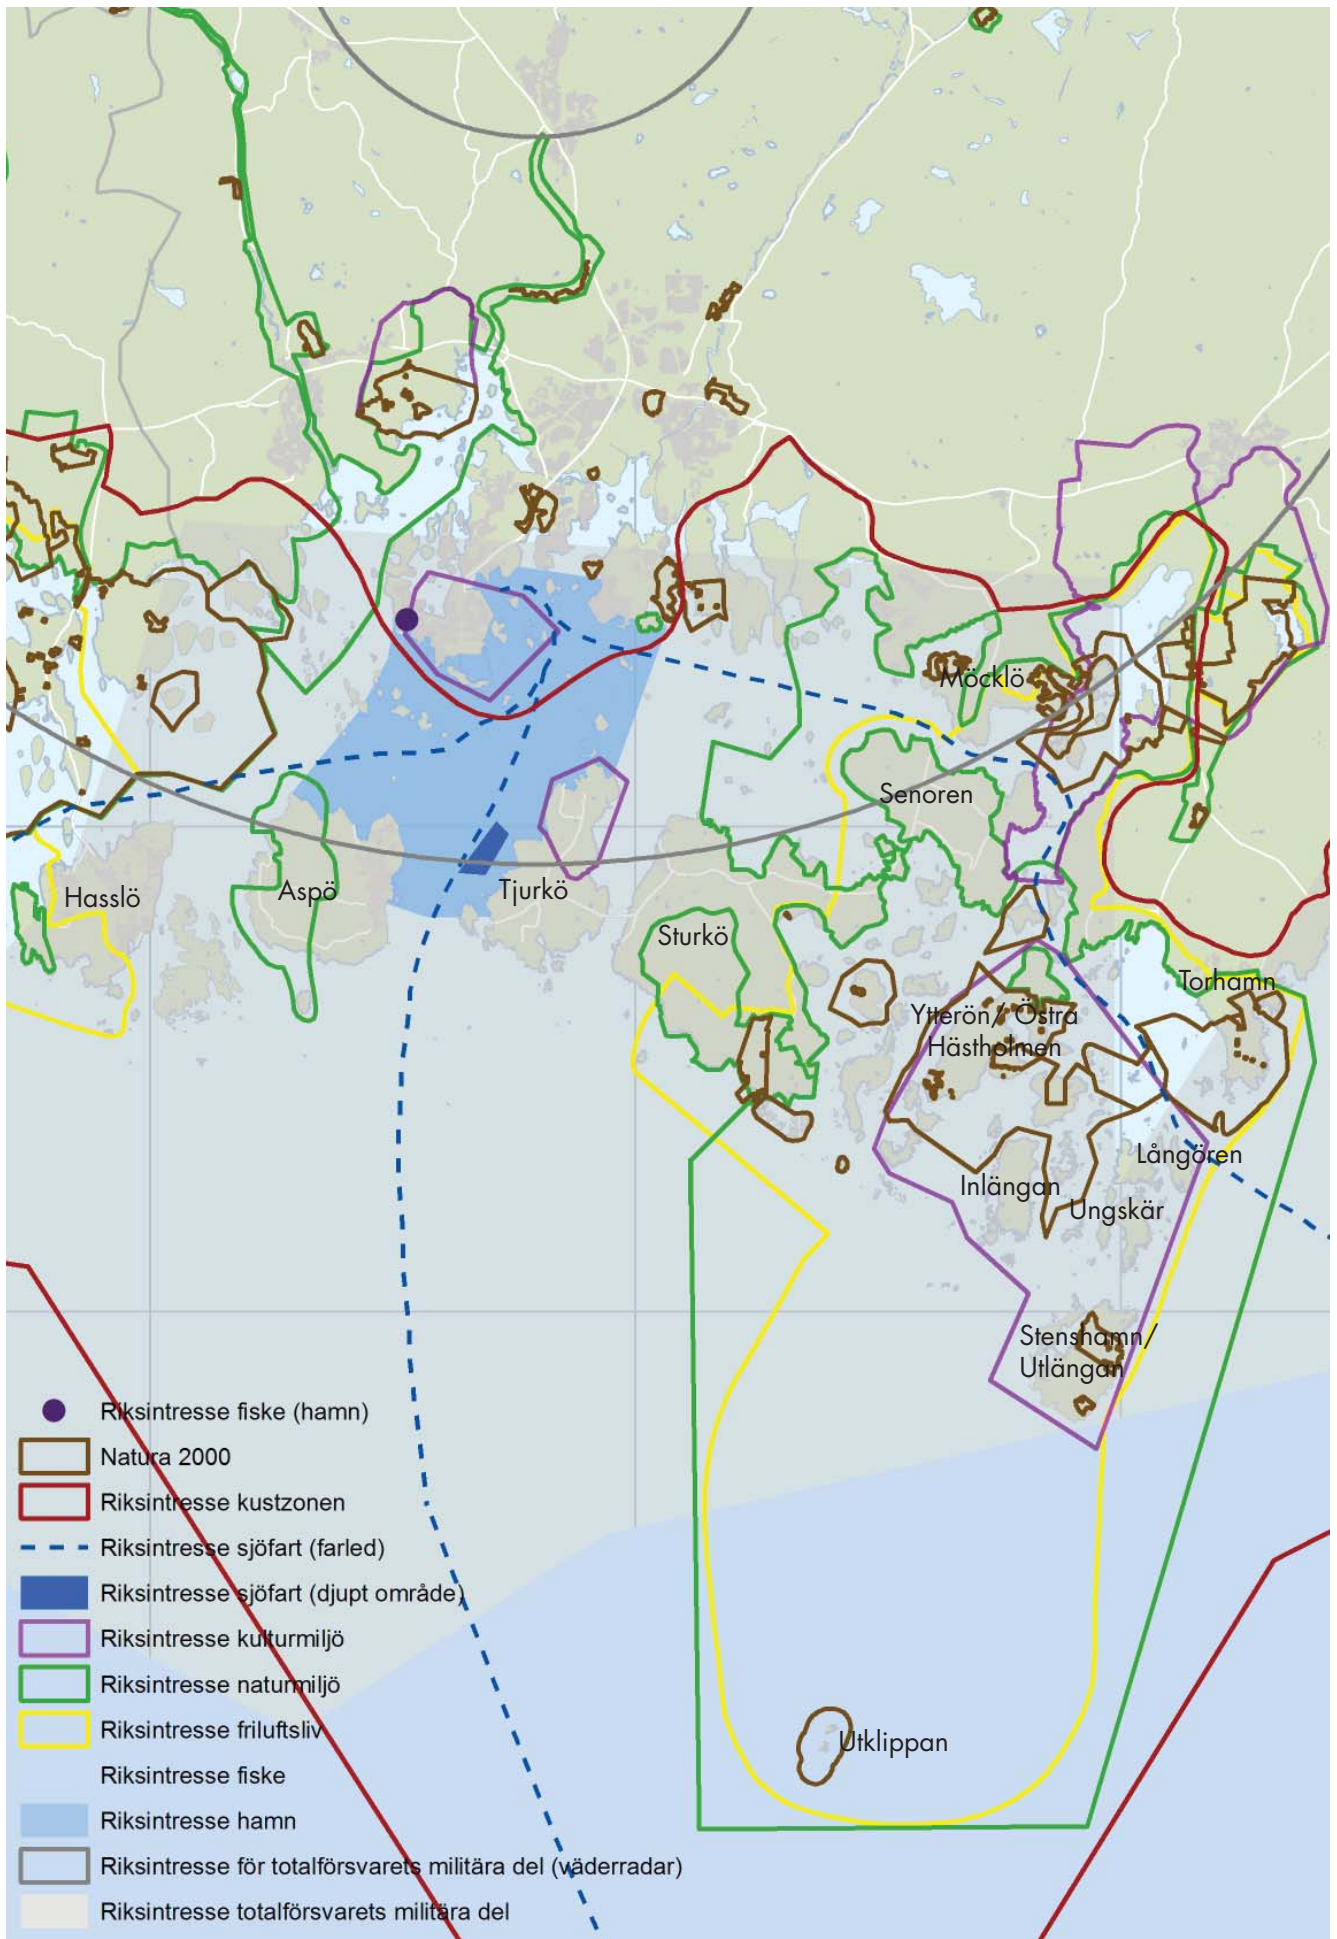 Möcklö
Senoren
Hasslö
Aspö
Tjurkö
Sturkö
Torhamn
Ytterön/ Östra
Hästholmen
Långören
Inlängan
Ungskär
Stenshamn/
Utlängan
Riksintresse fiske (hamn)
Natura 2000
Riksintresse kustzonen
Riksintresse sjöfart (farled)
Riksintresse sjöfart (djupt område)
Riksintresse kulturmiljö
Riksintresse naturmiljö
Riksintresse friluftsliv
Utklippan
Riksintresse fiske
Riksintresse hamn
Riksintresse för totalförsvarets militära del (väderradar)
Riksintresse totalförsvarets militära del